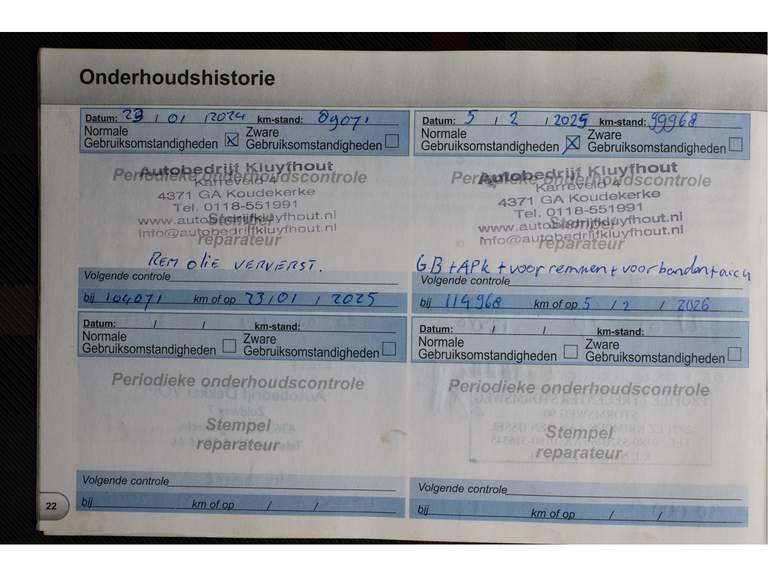 Onderhoudshistorie
Datum: 23 / 01 / 2024 km-stand: 89071
Normale Gebruiksomstandigheden X Zware Gebruiksomstandigheden
Periodieke onderhoudscontrole
Autobedrijf Kluyfhout
Karreveld 4
4371 GA Koudekerke
Tel. 0118-551991
www.autobedrijfkluyfhout.nl
info@autobedrijfkluyfhout.nl
Stempel
reparateur
Rem olie ververst.
Volgende controle
bij 104071 km of op 23/01 / 2025
Datum: 5 / 2 / 2025 km-stand: 99968
Normale Gebruiksomstandigheden X Zware Gebruiksomstandigheden
Periodieke onderhoudscontrole
Autobedrijf Kluyfhout
Karreveld 4
4371 GA Koudekerke
Tel. 0118-551991
www.autobedrijfkluyfhout.nl
info@autobedrijfkluyfhout.nl
Stempel
reparateur
GB + APK + voor remmen + voorbanden +
Volgende controle
bij 114968 km of op 5 / 2 / 2026
Datum: / / km-stand:
Normale Gebruiksomstandigheden Zware Gebruiksomstandigheden
Periodieke onderhoudscontrole
Stempel
reparateur
Volgende controle
bij km of op / /
Datum: / / km-stand:
Normale Gebruiksomstandigheden Zware Gebruiksomstandigheden
Periodieke onderhoudscontrole
Stempel
reparateur
Volgende controle
bij km of op / /
22